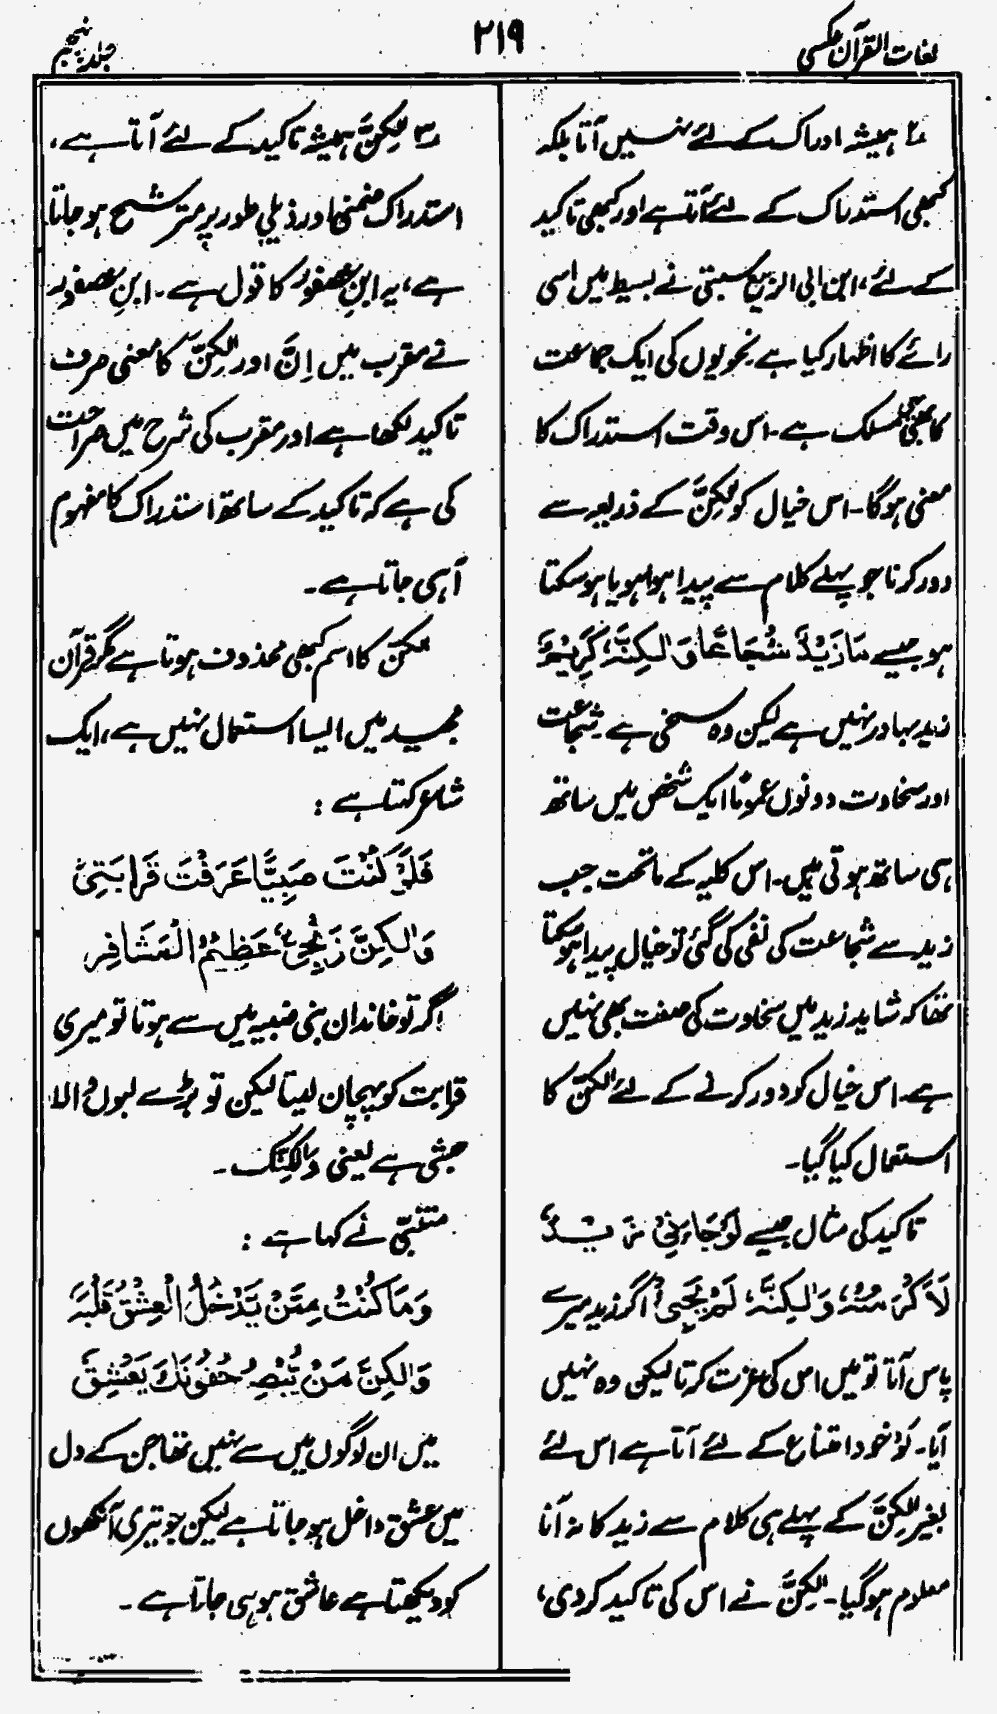 لغات القرآن عکسی
۲۱۹
جلد پنجم
۲؍ ہمیشہ ادراک کے لئے نہیں آتا بلکہ
کبھی استدراک کے لئے آتا ہے اور کبھی تاکید
کے لئے، ابن ابی الربیع سبتی نے بسیط میں اسی
رائے کا اظہار کیا ہے نحویوں کی ایک جماعت
کا بھی یہی مسلک ہے۔ اس وقت استدراک کا
معنی ہوگا۔ اس خیال کو لٰکِنَّ کے ذریعہ سے
دور کرنا جو پہلے کلام سے پیدا ہوا ہو یا ہوسکتا
ہو جیسے مَا زَیْدٌ شُجَاعًا وَلٰکِنَّہٗ کَرِیْمٌ
زید بہادر نہیں ہے لیکن وہ سخی ہے شجاعت
اور سخاوت دونوں عمومًا ایک شخص میں ساتھ
ہی ساتھ ہوتی ہیں۔ اس کلیہ کے ماتحت جب
زید سے شجاعت کی نفی کی گئی تو خیال پیدا ہوسکتا
تھا کہ شاید زید میں سخاوت کی صفت بھی نہیں
ہے۔ اس خیال کو دور کرنے کے لئے لٰکِنَّ کا
استعمال کیا گیا۔
تاکید کی مثال جیسے لَوْ جَاءَنِیْ زَیْدٌ
لَاَکْرَمْتُہٗ وَلٰکِنَّہٗ لَمْ یَجِیْٔ اگر زید میرے
پاس آتا تو میں اس کی عزت کرتا لیکن وہ نہیں
آیا۔ لَوْ خود امتناع کے لئے آتا ہے اس لئے
بغیر لٰکِنَّ کے پہلے ہی کلام سے زید کا نہ آنا
معلوم ہوگیا۔ لٰکِنَّ نے اس کی تاکید کردی،
۳؍ لٰکِنَّ ہمیشہ تاکید کے لئے آتا ہے،
استدراک ضمنی اور ذیلی طور پر مترشح ہو جاتا
ہے، یہ ابنِ عصفور کا قول ہے۔ ابنِ عصفور
نے مقرب میں اِنَّ اور لٰکِنَّ کا معنی صرف
تاکید لکھا ہے اور مقرب کی شرح میں صراحت
کی ہے کہ تاکید کے ساتھ استدراک کا مفہوم
آہی جاتا ہے۔
لٰکِنَّ کا اسم کبھی محذوف ہوتا ہے مگر قرآن
مجید میں ایسا استعمال نہیں ہے، ایک
شاعر کہتا ہے :
فَلَوْ کُنْتَ ضَبِیًّا عَرَفْتَ قَرَابَتِیْ
وَلٰکِنَّ زَنْجِیٌّ عَظِیْمُ الْمَشَافِرِ
اگر تو خاندان بنی ضبیہ میں سے ہوتا تو میری
قرابت کو پہچان لیتا لیکن تو بڑے لبوں والا
حبشی ہے یعنی وَلٰکِنَّکَ۔
متنبّی نے کہا ہے :
وَمَا کُنْتُ مِمَّنْ یَدْخُلُ الْعِشْقُ قَلْبَہٗ
وَلٰکِنَّ مَنْ یُّبْصِرْ جُفُوْنَکَ یَعْشِقٖ
میں ان لوگوں میں سے نہیں تھا جن کے دل
میں عشق داخل ہو جاتا ہے لیکن جو تیری آنکھوں
کو دیکھتا ہے عاشق ہو ہی جاتا ہے۔